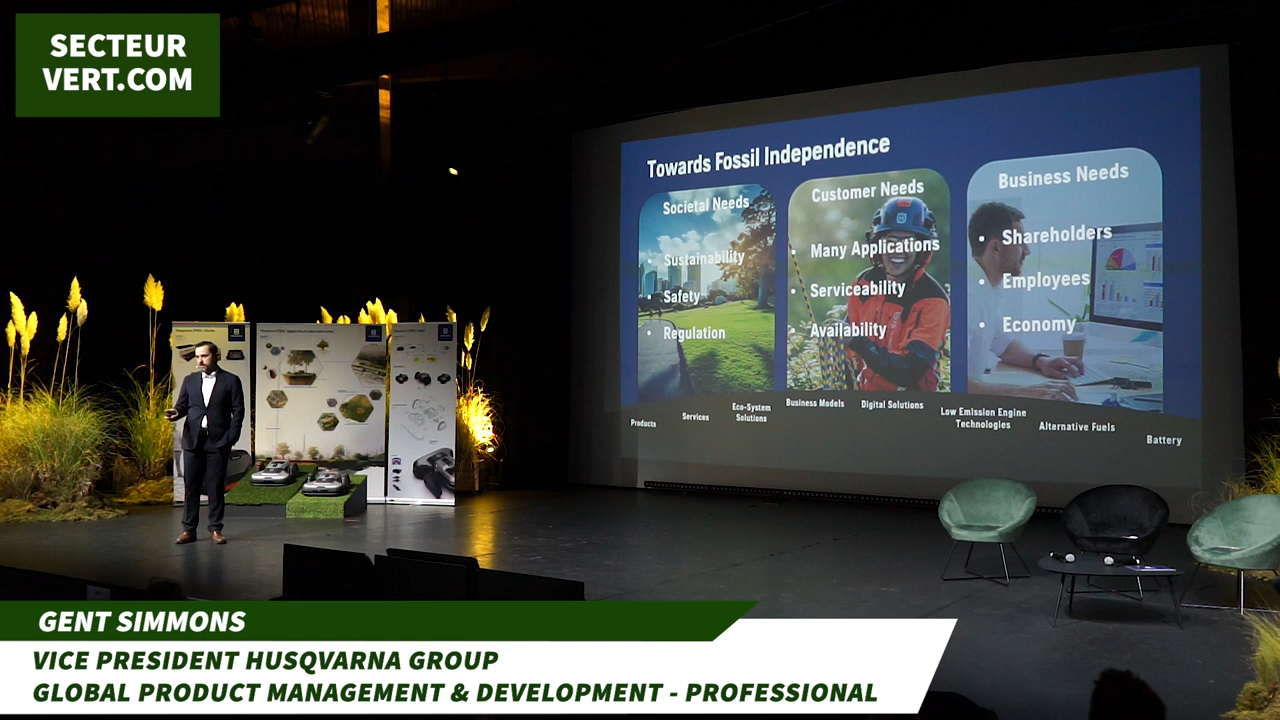 SECTEUR
VERT.COM
Towards Fossil Independence
Societal Needs
• Sustainability
• Safety
• Regulation
Customer Needs
• Many Applications
• Serviceability
• Availability
Business Needs
• Shareholders
• Employees
• Economy
Products
Services
Eco-System
Solutions
Business Models
Digital Solutions
Low Emission Engine
Technologies
Alternative Fuels
Battery
GENT SIMMONS
VICE PRESIDENT HUSQVARNA GROUP
GLOBAL PRODUCT MANAGEMENT & DEVELOPMENT - PROFESSIONAL